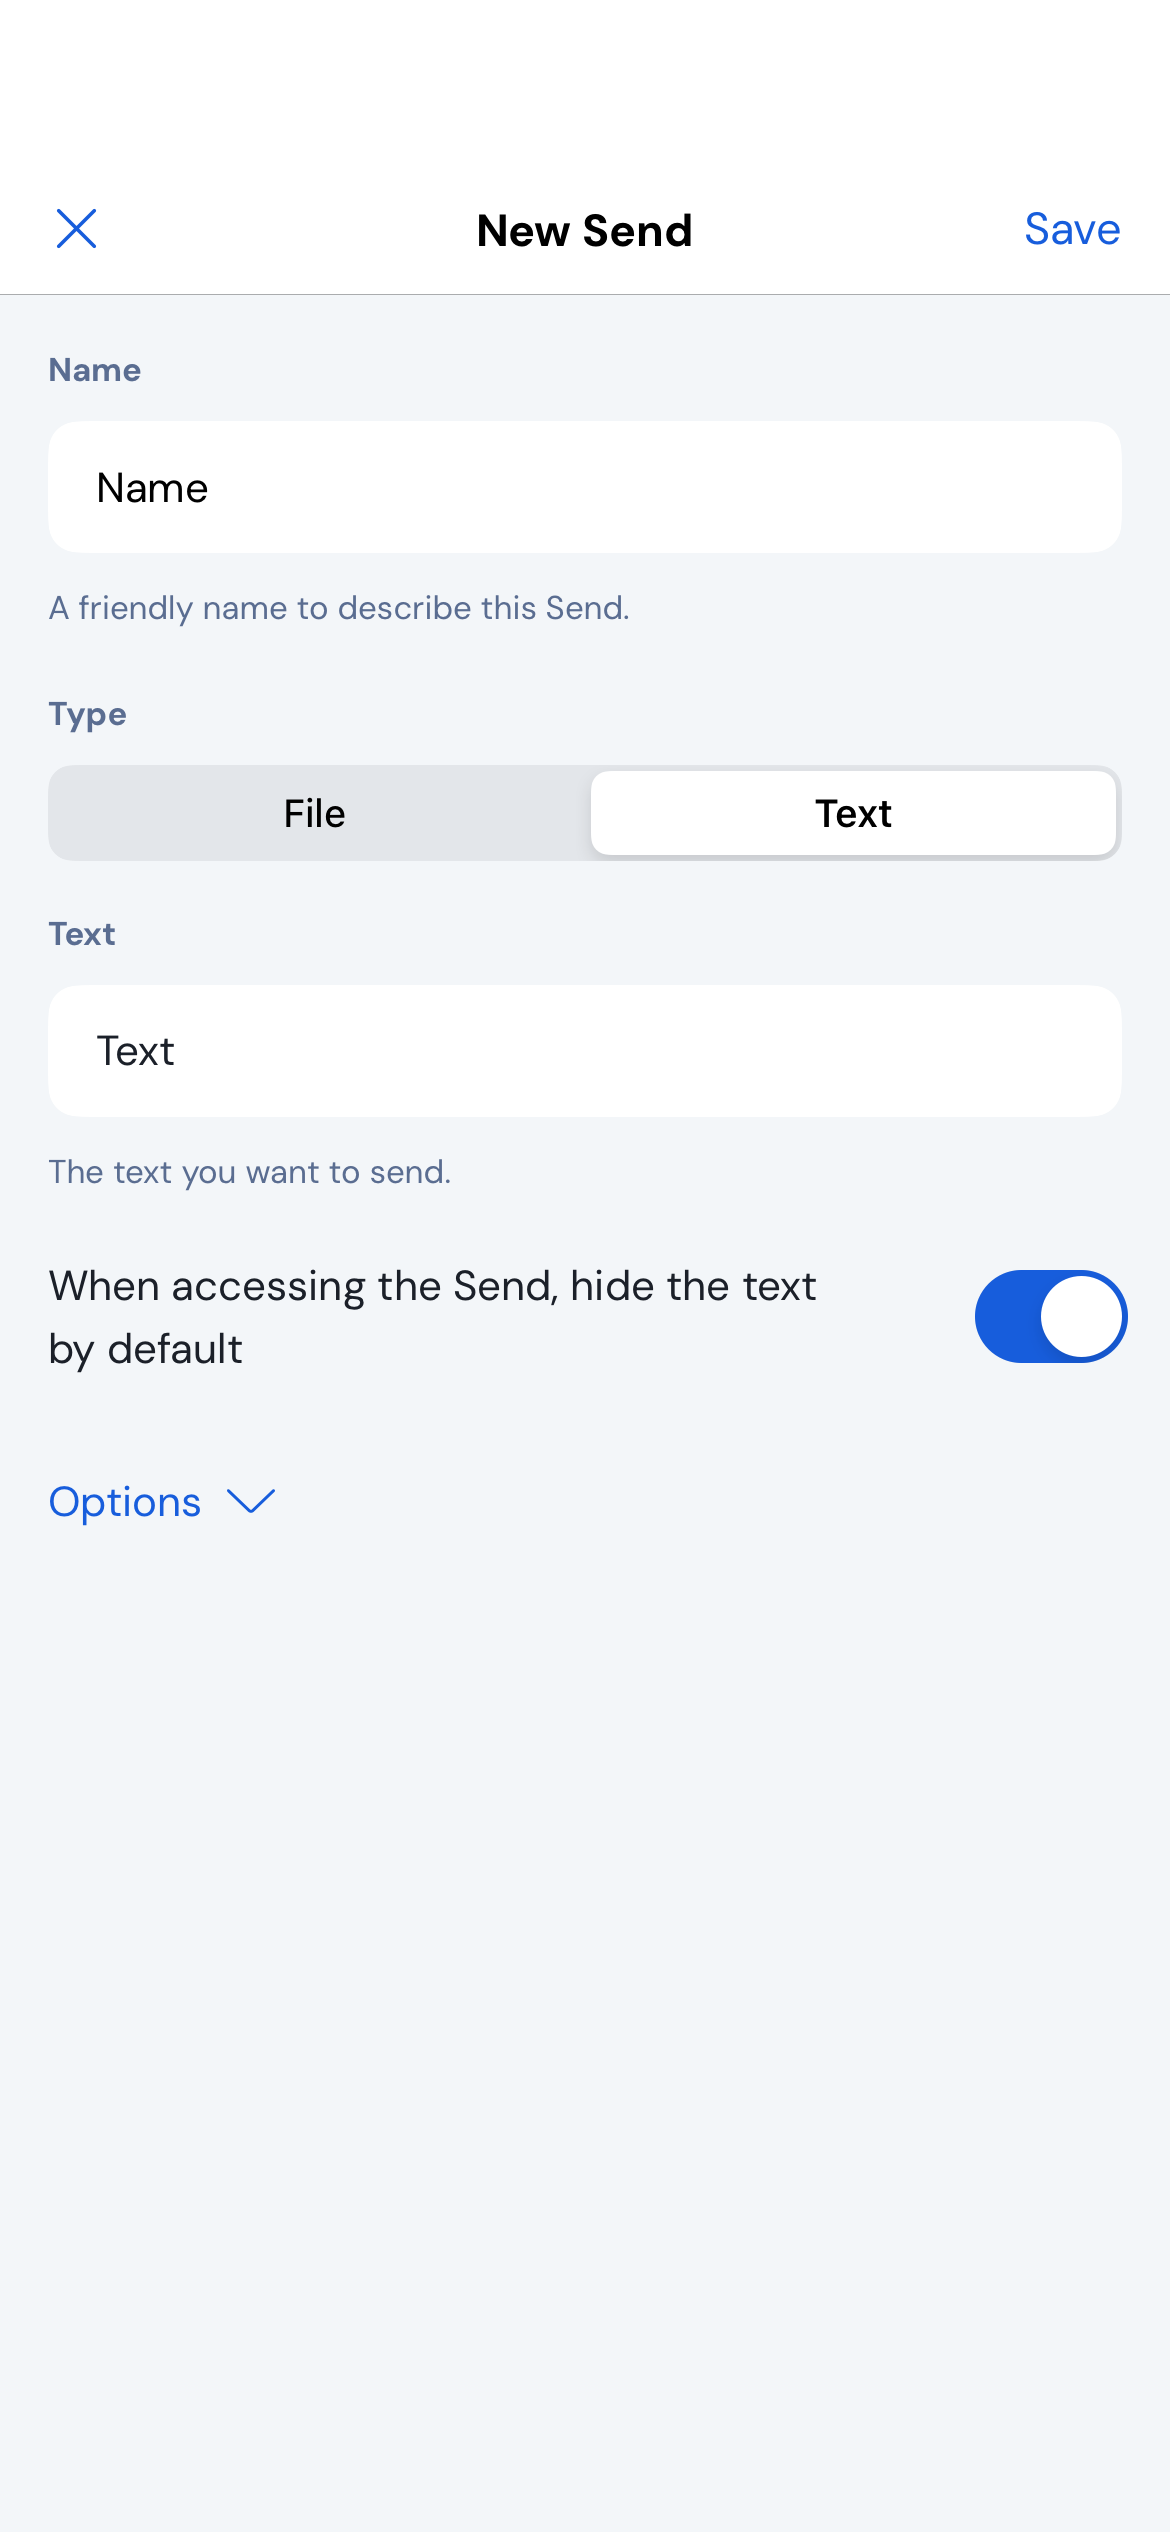 New Send
Save
Name
Name
A friendly name to describe this Send.
Type
File
Text
Text
Text
The text you want to send.
When accessing the Send, hide the text
by default
Options